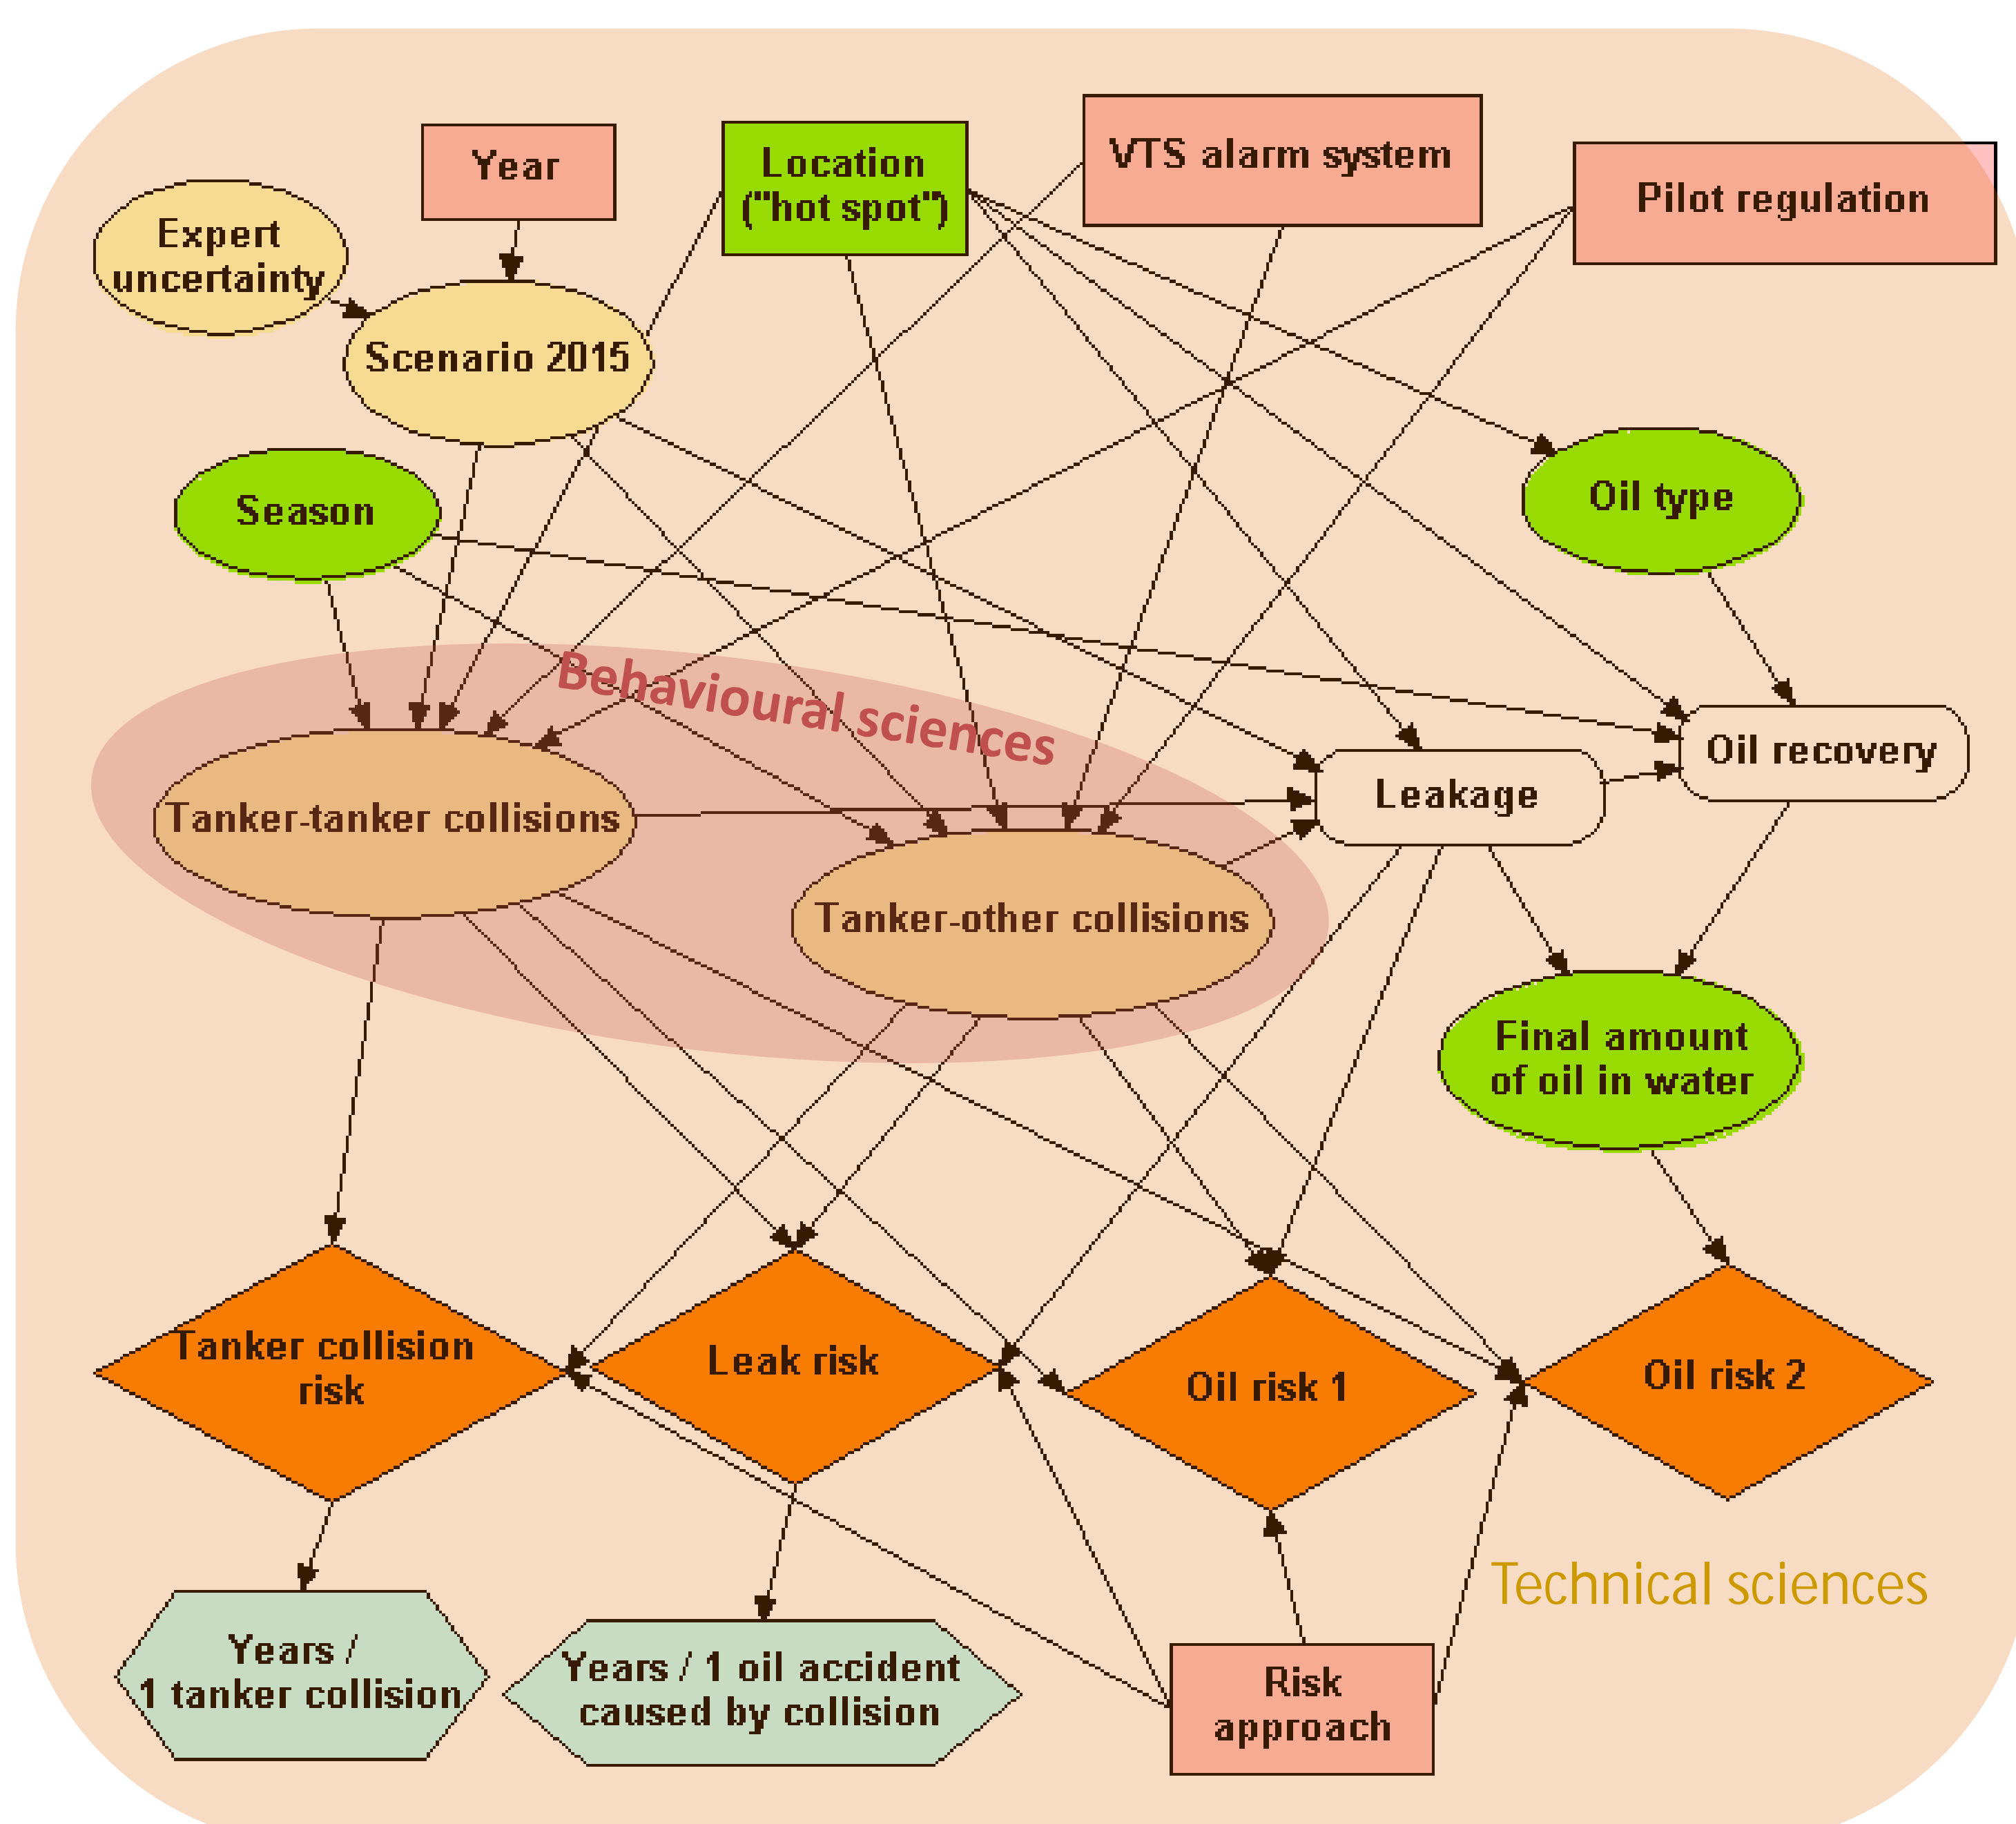 Year
Location
("hot spot")
VTS alarm system
Pilot regulation
Expert
uncertainty
Scenario 2015
Season
Oil type
Behavioural sciences
Oil recovery
Leakage
Tanker-tanker collisions
Tanker-other collisions
Final amount
of oil in water
Tanker collision
risk
Leak risk
Oil risk 1
Oil risk 2
Technical sciences
Years /
1 tanker collision
Years / 1 oil accident
caused by collision
Risk
approach